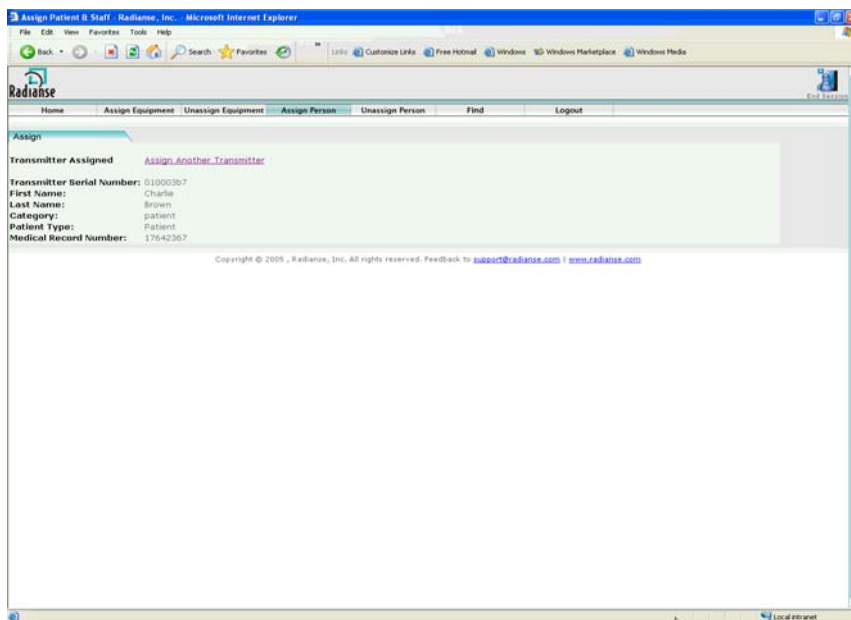 Assign Patient & Staff - Radianse, Inc. - Microsoft Internet Explorer
File Edit View Favorites Tools Help
Back Search Favorites » Links Customize Links Free Hotmail Windows Windows Marketplace Windows Media
Radianse
End Session
Home Assign Equipment Unassign Equipment Assign Person Unassign Person Find Logout
Assign
Transmitter Assigned Assign Another Transmitter
Transmitter Serial Number: 010003b7
First Name: Charlie
Last Name: Brown
Category: patient
Patient Type: Patient
Medical Record Number: 17642367
Copyright © 2005 , Radianse, Inc. All rights reserved. Feedback to support@radianse.com | www.radianse.com
Local intranet